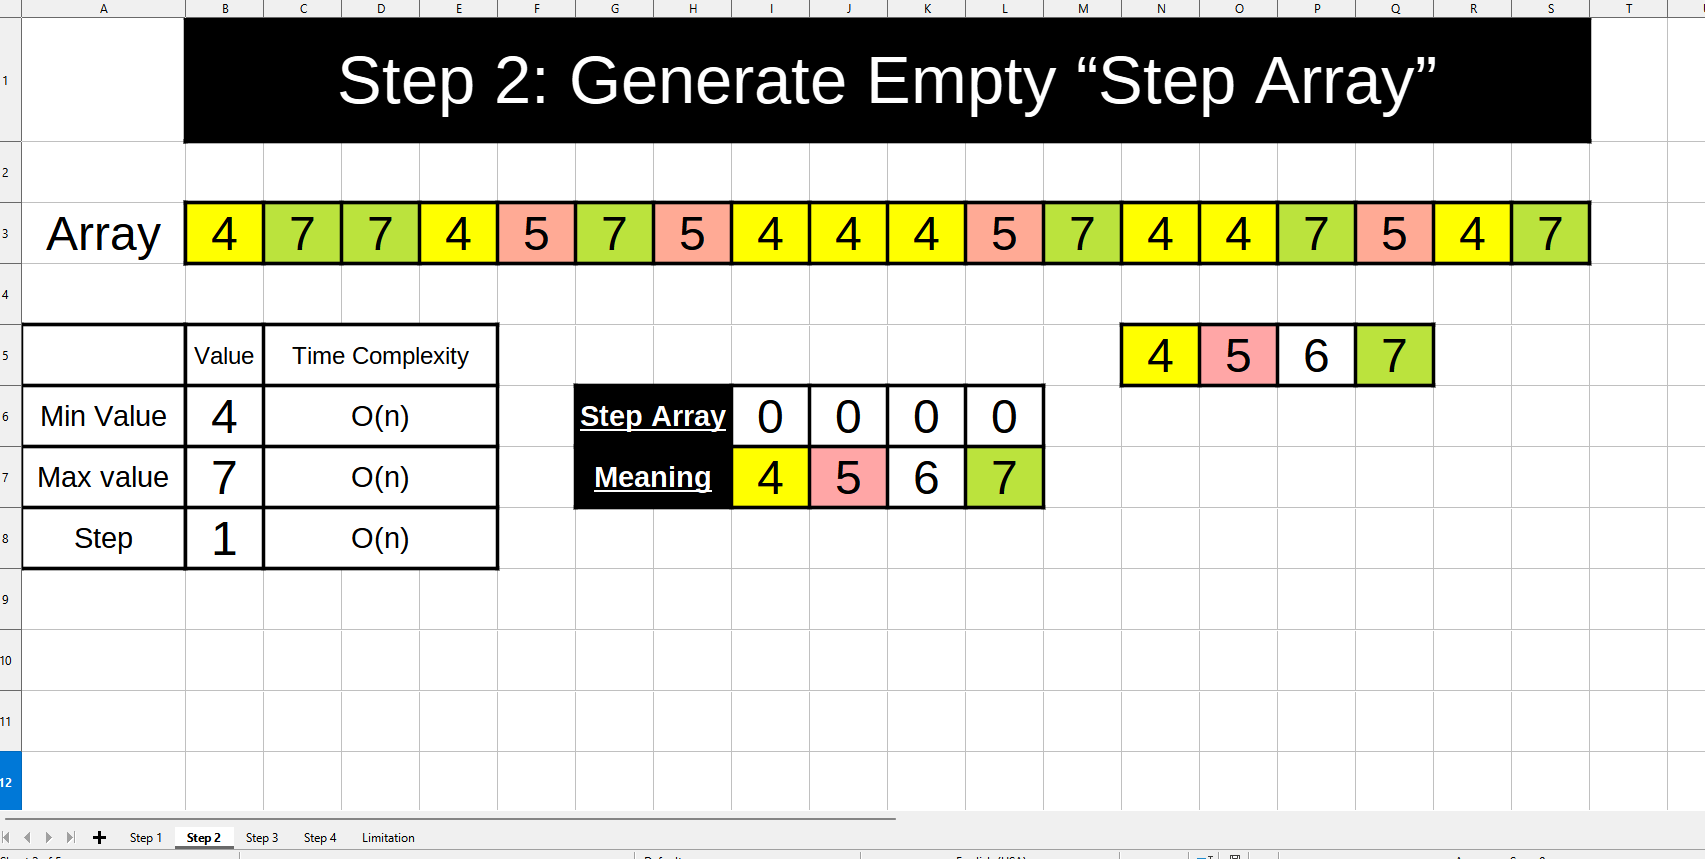 A B C D E F G H I J K L M N O P Q R S T
1 Step 2: Generate Empty “Step Array”
2
3 Array 4 7 7 4 5 7 5 4 4 4 5 7 4 4 7 5 4 7
4
5 Value Time Complexity 4 5 6 7
6 Min Value 4 O(n) Step Array 0 0 0 0
7 Max value 7 O(n) Meaning 4 5 6 7
8 Step 1 O(n)
9
10
11
12
Step 1 Step 2 Step 3 Step 4 Limitation